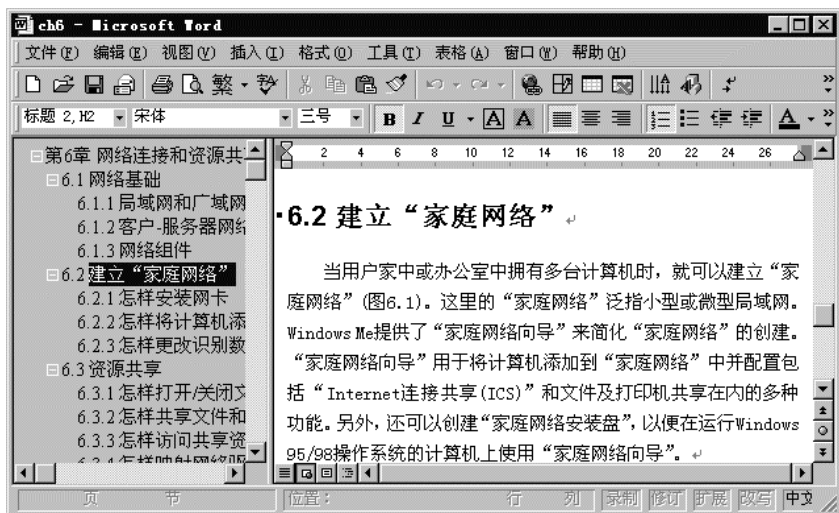 ch6 - Microsoft Word
文件(F) 编辑(E) 视图(V) 插入(I) 格式(O) 工具(T) 表格(A) 窗口(W) 帮助(H)
繁
标题 2,H2 宋体 三号 B I U A A A
第6章 网络连接和资源共
6.1 网络基础
6.1.1 局域网和广域网
6.1.2 客户-服务器网络
6.1.3 网络组件
6.2 建立“家庭网络”
6.2.1 怎样安装网卡
6.2.2 怎样将计算机添
6.2.3 怎样更改识别数
6.3 资源共享
6.3.1 怎样打开/关闭文
6.3.2 怎样共享文件和
6.3.3 怎样访问共享资
6.3.4 怎样映射网络驱
2 4 6 8 10 12 14 16 18 20 22 24 26
6.2 建立“家庭网络”
当用户家中或办公室中拥有多台计算机时，就可以建立“家
庭网络”(图6.1)。这里的“家庭网络”泛指小型或微型局域网。
Windows Me提供了“家庭网络向导”来简化“家庭网络”的创建。
“家庭网络向导”用于将计算机添加到“家庭网络”中并配置包
括“Internet连接共享(ICS)”和文件及打印机共享在内的多种
功能。另外，还可以创建“家庭网络安装盘”，以便在运行Windows
95/98操作系统的计算机上使用“家庭网络向导”。
页 节 位置： 行 列 录制 修订 扩展 改写 中文